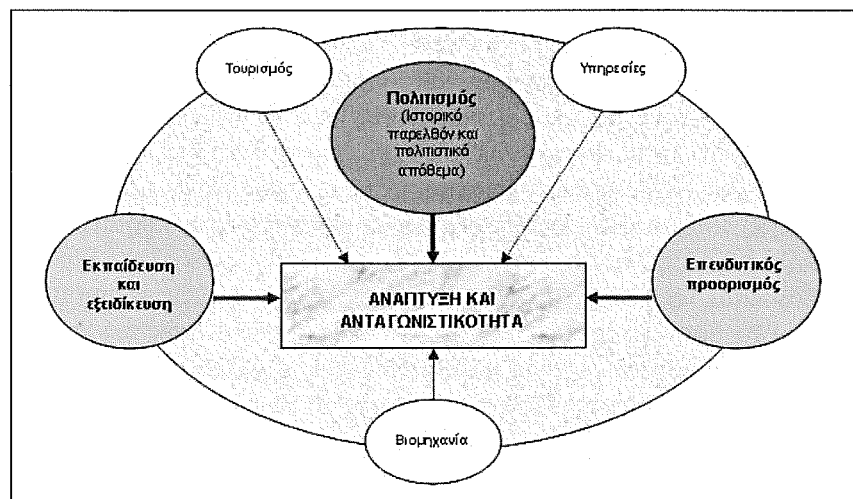 Τουρισμός
Υπηρεσίες
Πολιτισμός
(Ιστορικό
παρελθόν και
πολιτιστικό
απόθεμα)
Εκπαίδευση
και
εξειδίκευση
Επενδυτικός
προορισμός
ΑΝΑΠΤΥΞΗ ΚΑΙ
ΑΝΤΑΓΩΝΙΣΤΙΚΟΤΗΤΑ
Βιομηχανία